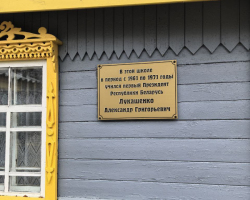 В этой школе
в период с 1961 по 1971 годы
учился первый Президент
Республики Беларусь
Лукашенко
Александр Григорьевич